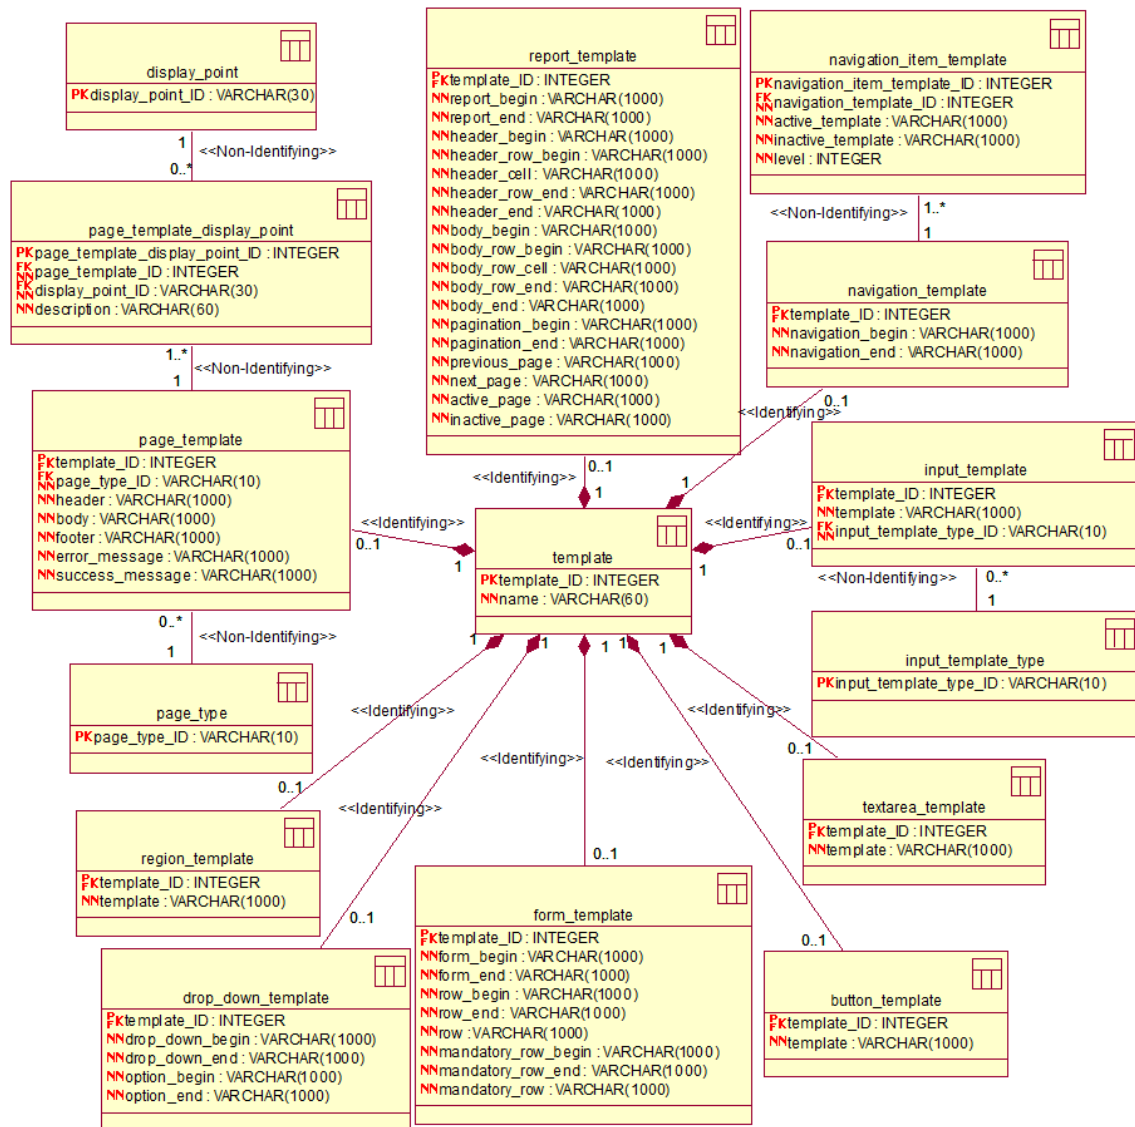 display_point
PK display_point_ID : VARCHAR(30)
1
<<Non-Identifying>>
0..*
page_template_display_point
PK page_template_display_point_ID : INTEGER
FK NN page_template_ID : INTEGER
FK NN display_point_ID : VARCHAR(30)
NN description : VARCHAR(60)
1..*
<<Non-Identifying>>
1
page_template
PFK template_ID : INTEGER
FK NN page_type_ID : VARCHAR(10)
NN header : VARCHAR(1000)
NN body : VARCHAR(1000)
NN footer : VARCHAR(1000)
NN error_message : VARCHAR(1000)
NN success_message : VARCHAR(1000)
0..*
<<Non-Identifying>>
1
page_type
PK page_type_ID : VARCHAR(10)
report_template
PFK template_ID : INTEGER
NN report_begin : VARCHAR(1000)
NN report_end : VARCHAR(1000)
NN header_begin : VARCHAR(1000)
NN header_row_begin : VARCHAR(1000)
NN header_cell : VARCHAR(1000)
NN header_row_end : VARCHAR(1000)
NN header_end : VARCHAR(1000)
NN body_begin : VARCHAR(1000)
NN body_row_begin : VARCHAR(1000)
NN body_row_cell : VARCHAR(1000)
NN body_row_end : VARCHAR(1000)
NN body_end : VARCHAR(1000)
NN pagination_begin : VARCHAR(1000)
NN pagination_end : VARCHAR(1000)
NN previous_page : VARCHAR(1000)
NN next_page : VARCHAR(1000)
NN active_page : VARCHAR(1000)
NN inactive_page : VARCHAR(1000)
0..1
<<Identifying>>
1
navigation_item_template
PK navigation_item_template_ID : INTEGER
FK NN navigation_template_ID : INTEGER
NN active_template : VARCHAR(1000)
NN inactive_template : VARCHAR(1000)
NN level : INTEGER
1..*
<<Non-Identifying>>
1
navigation_template
PFK template_ID : INTEGER
NN navigation_begin : VARCHAR(1000)
NN navigation_end : VARCHAR(1000)
0..1
<<Identifying>>
1
input_template
PFK template_ID : INTEGER
NN template : VARCHAR(1000)
FK NN input_template_type_ID : VARCHAR(10)
<<Identifying>>
0..1
1
<<Non-Identifying>>
0..*
1
input_template_type
PK input_template_type_ID : VARCHAR(10)
<<Identifying>>
0..1
1
template
PK template_ID : INTEGER
NN name : VARCHAR(60)
1
1
1
1
1
<<Identifying>>
<<Identifying>>
<<Identifying>>
<<Identifying>>
<<Identifying>>
0..1
0..1
0..1
0..1
0..1
textarea_template
PFK template_ID : INTEGER
NN template : VARCHAR(1000)
region_template
PFK template_ID : INTEGER
NN template : VARCHAR(1000)
drop_down_template
PFK template_ID : INTEGER
NN drop_down_begin : VARCHAR(1000)
NN drop_down_end : VARCHAR(1000)
NN option_begin : VARCHAR(1000)
NN option_end : VARCHAR(1000)
form_template
PFK template_ID : INTEGER
NN form_begin : VARCHAR(1000)
NN form_end : VARCHAR(1000)
NN row_begin : VARCHAR(1000)
NN row_end : VARCHAR(1000)
NN row : VARCHAR(1000)
NN mandatory_row_begin : VARCHAR(1000)
NN mandatory_row_end : VARCHAR(1000)
NN mandatory_row : VARCHAR(1000)
button_template
PFK template_ID : INTEGER
NN template : VARCHAR(1000)